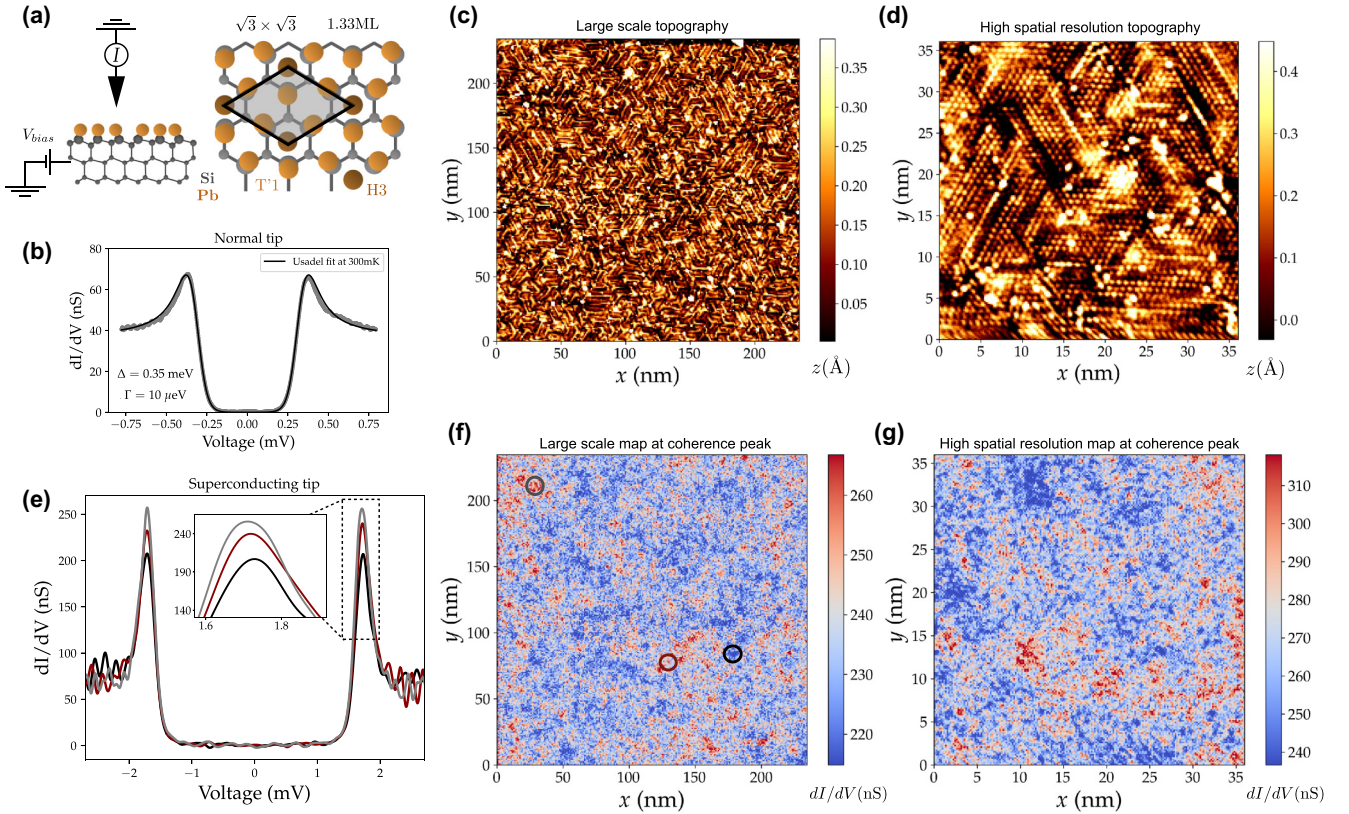 (a)
√3 × √3
1.33ML
I
V_bias
Si
Pb
T'1
H3
(b)
Normal tip
Usadel fit at 300mK
Δ = 0.35 meV
Γ = 10 μeV
dI/dV (nS)
80
60
40
20
0
−0.75
−0.50
−0.25
0.00
0.25
0.50
0.75
Voltage (mV)
(c)
Large scale topography
y (nm)
200
150
100
50
0
0
50
100
150
200
x (nm)
0.35
0.30
0.25
0.20
0.15
0.10
0.05
z(Å)
(d)
High spatial resolution topography
y (nm)
35
30
25
20
15
10
5
0
0
5
10
15
20
25
30
35
x (nm)
0.4
0.3
0.2
0.1
0.0
z(Å)
(e)
Superconducting tip
dI/dV (nS)
250
200
150
100
50
0
240
190
140
1.6
1.8
−2
−1
0
1
2
Voltage (mV)
(f)
Large scale map at coherence peak
y (nm)
200
150
100
50
0
0
50
100
150
200
x (nm)
260
250
240
230
220
dI/dV(nS)
(g)
High spatial resolution map at coherence peak
y (nm)
35
30
25
20
15
10
5
0
0
5
10
15
20
25
30
35
x (nm)
310
300
290
280
270
260
250
240
dI/dV(nS)